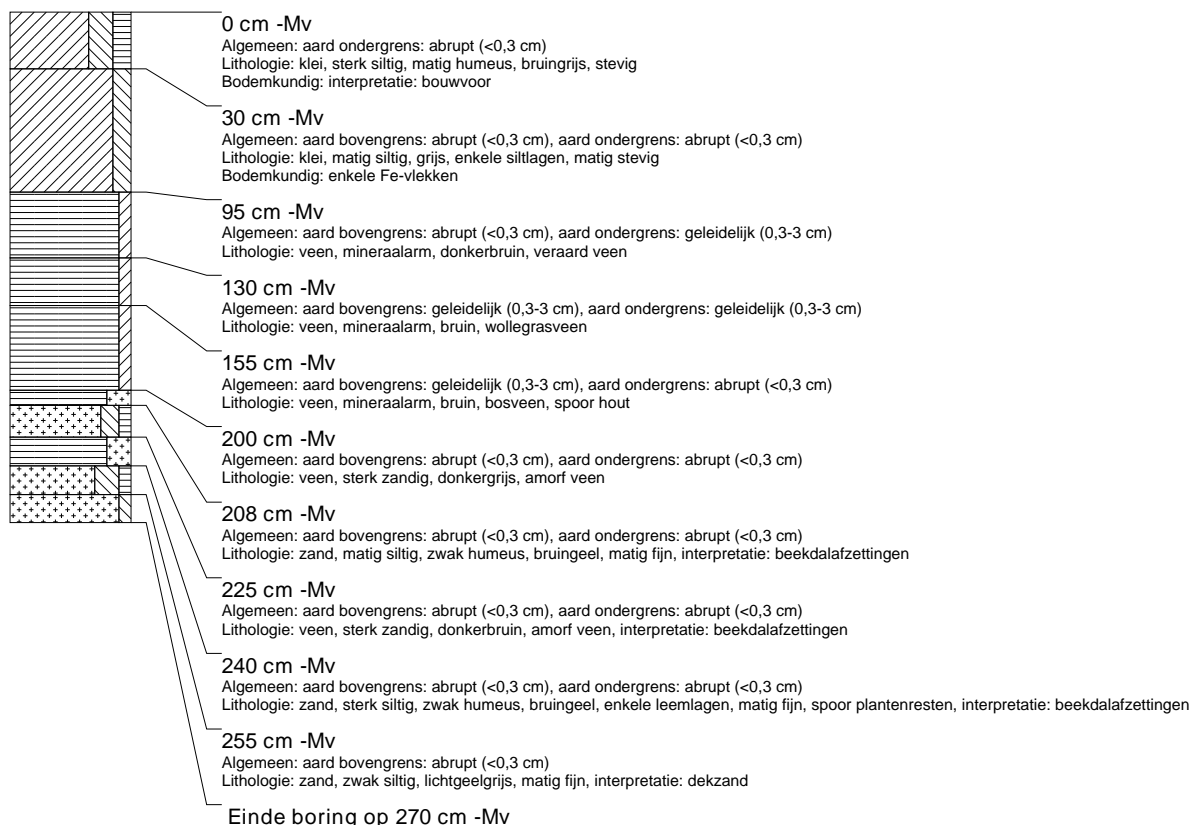 0 cm -Mv
Algemeen: aard ondergrens: abrupt (<0,3 cm)
Lithologie: klei, sterk siltig, matig humeus, bruingrijs, stevig
Bodemkundig: interpretatie: bouwvoor
30 cm -Mv
Algemeen: aard bovengrens: abrupt (<0,3 cm), aard ondergrens: abrupt (<0,3 cm)
Lithologie: klei, matig siltig, grijs, enkele siltlagen, matig stevig
Bodemkundig: enkele Fe-vlekken
95 cm -Mv
Algemeen: aard bovengrens: abrupt (<0,3 cm), aard ondergrens: geleidelijk (0,3-3 cm)
Lithologie: veen, mineraalarm, donkerbruin, veraard veen
130 cm -Mv
Algemeen: aard bovengrens: geleidelijk (0,3-3 cm), aard ondergrens: geleidelijk (0,3-3 cm)
Lithologie: veen, mineraalarm, bruin, wollegrasveen
155 cm -Mv
Algemeen: aard bovengrens: geleidelijk (0,3-3 cm), aard ondergrens: abrupt (<0,3 cm)
Lithologie: veen, mineraalarm, bruin, bosveen, spoor hout
200 cm -Mv
Algemeen: aard bovengrens: abrupt (<0,3 cm), aard ondergrens: abrupt (<0,3 cm)
Lithologie: veen, sterk zandig, donkergrijs, amorf veen
208 cm -Mv
Algemeen: aard bovengrens: abrupt (<0,3 cm), aard ondergrens: abrupt (<0,3 cm)
Lithologie: zand, matig siltig, zwak humeus, bruingeel, matig fijn, interpretatie: beekdalafzettingen
225 cm -Mv
Algemeen: aard bovengrens: abrupt (<0,3 cm), aard ondergrens: abrupt (<0,3 cm)
Lithologie: veen, sterk zandig, donkerbruin, amorf veen, interpretatie: beekdalafzettingen
240 cm -Mv
Algemeen: aard bovengrens: abrupt (<0,3 cm), aard ondergrens: abrupt (<0,3 cm)
Lithologie: zand, sterk siltig, zwak humeus, bruingeel, enkele leemlagen, matig fijn, spoor plantenresten, interpretatie: beekdalafzettingen
255 cm -Mv
Algemeen: aard bovengrens: abrupt (<0,3 cm)
Lithologie: zand, zwak siltig, lichtgeelgrijs, matig fijn, interpretatie: dekzand
Einde boring op 270 cm -Mv